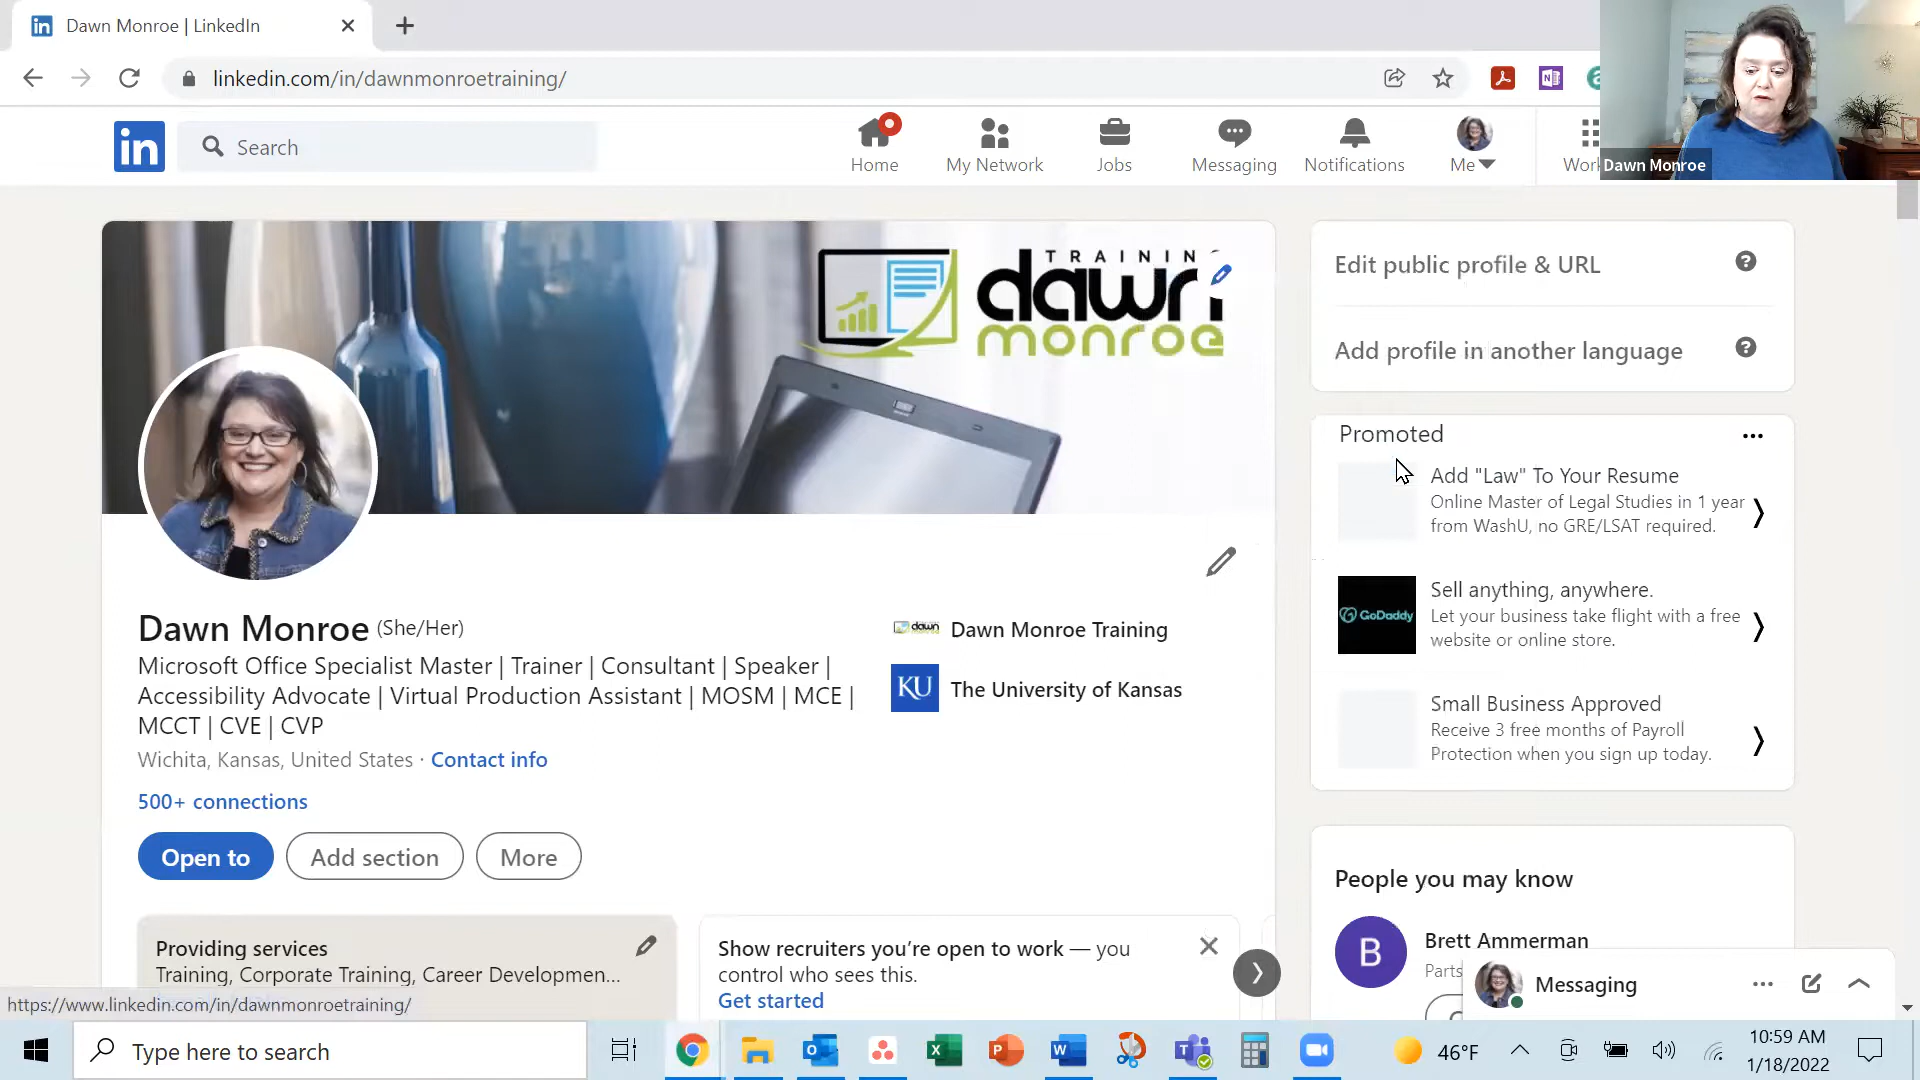 Dawn Monroe | LinkedIn
linkedin.com/in/dawnmonroetraining/
Dawn Monroe
in
Search
Home
My Network
Jobs
Messaging
Notifications
Me
TRAININ
dawn
monroe
Edit public profile & URL
Add profile in another language
Promoted
Add "Law" To Your Resume
Online Master of Legal Studies in 1 year
from WashU, no GRE/LSAT required.
GoDaddy
Sell anything, anywhere.
Let your business take flight with a free
website or online store.
Small Business Approved
Receive 3 free months of Payroll
Protection when you sign up today.
Dawn Monroe (She/Her)
Microsoft Office Specialist Master | Trainer | Consultant | Speaker |
Accessibility Advocate | Virtual Production Assistant | MOSM | MCE |
MCCT | CVE | CVP
Wichita, Kansas, United States · Contact info
500+ connections
Dawn Monroe Training
KU
The University of Kansas
Open to
Add section
More
Providing services
Training, Corporate Training, Career Developmen...
Show recruiters you're open to work — you
control who sees this.
Get started
People you may know
B
Brett Ammerman
Parts
Messaging
https://www.linkedin.com/in/dawnmonroetraining/
Type here to search
46°F
10:59 AM
1/18/2022